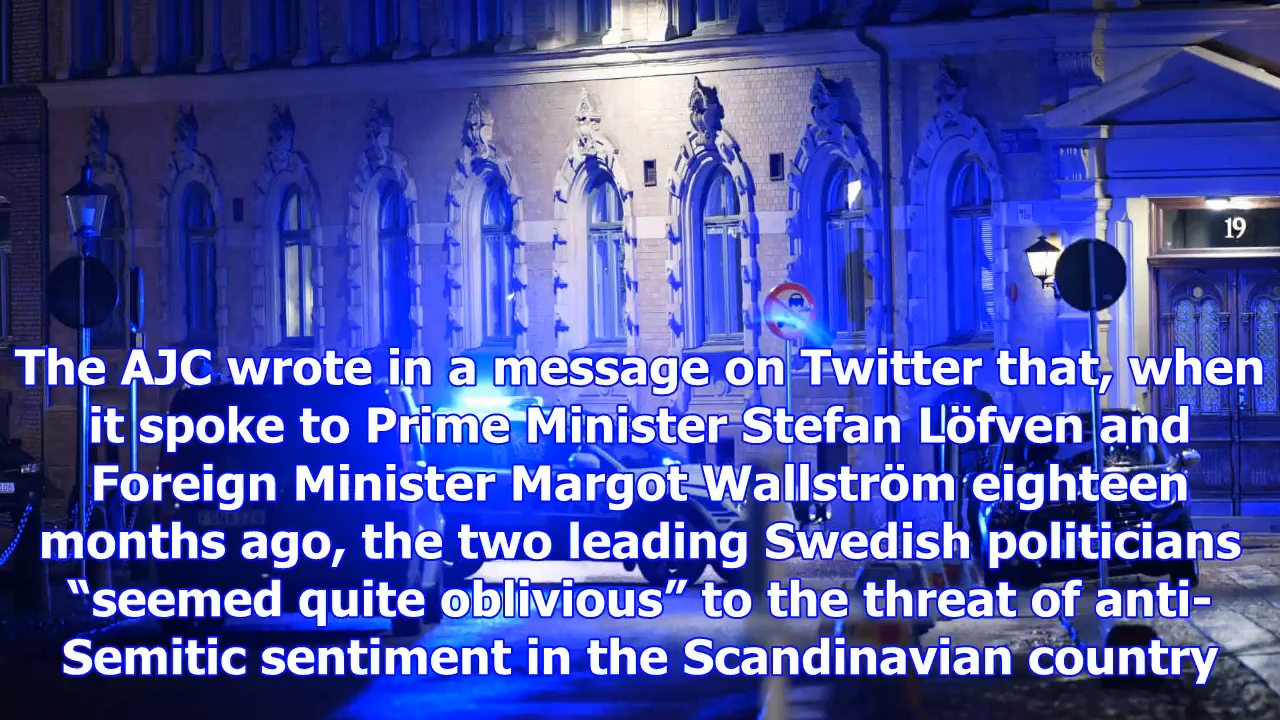 19
The AJC wrote in a message on Twitter that, when
it spoke to Prime Minister Stefan Löfven and
Foreign Minister Margot Wallström eighteen
months ago, the two leading Swedish politicians
“seemed quite oblivious” to the threat of anti-
Semitic sentiment in the Scandinavian country